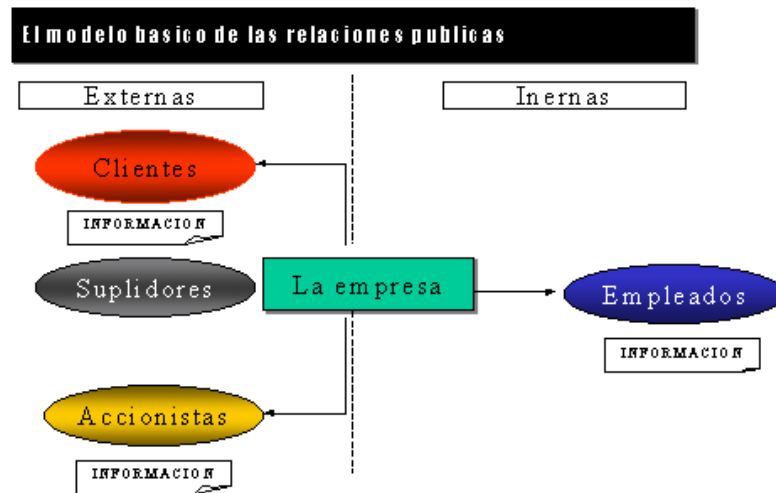 El modelo basico de las relaciones publicas
Externas
Inernas
Clientes
INFORMACION
Suplidores
La empresa
Empleados
INFORMACION
Accionistas
INFORMACION